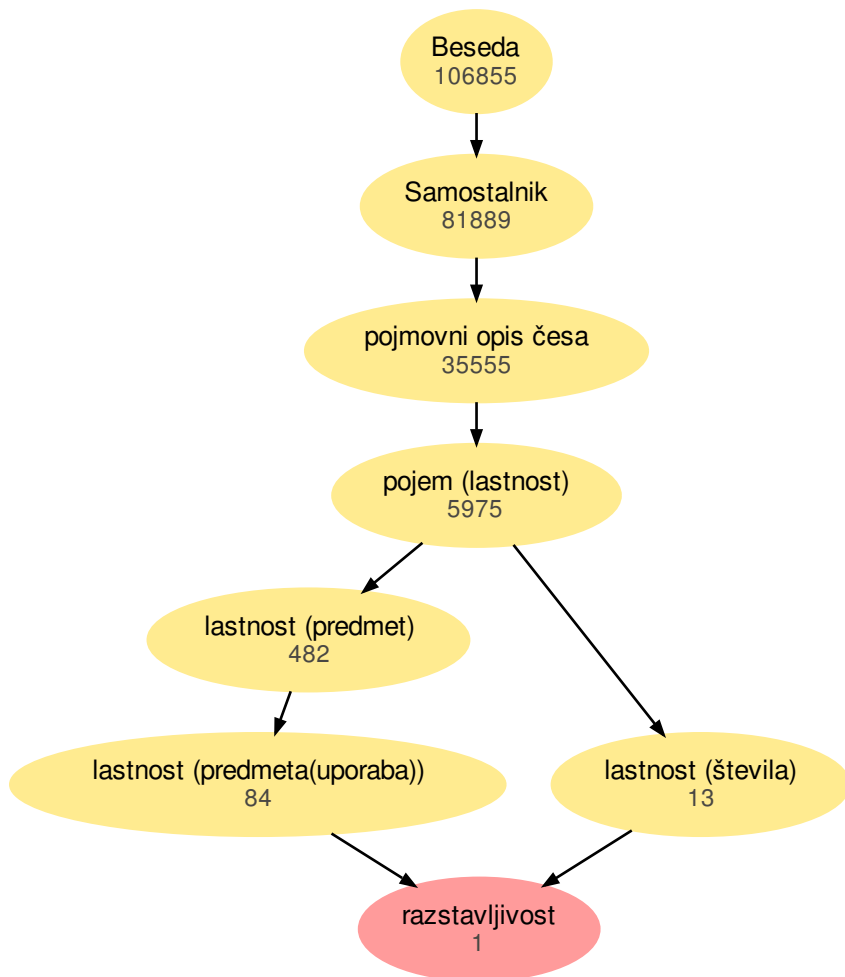 Beseda
106855
Samostalnik
81889
pojmovni opis česa
35555
pojem (lastnost)
5975
lastnost (predmet)
482
lastnost (predmeta(uporaba))
84
lastnost (števila)
13
razstavljivost
1